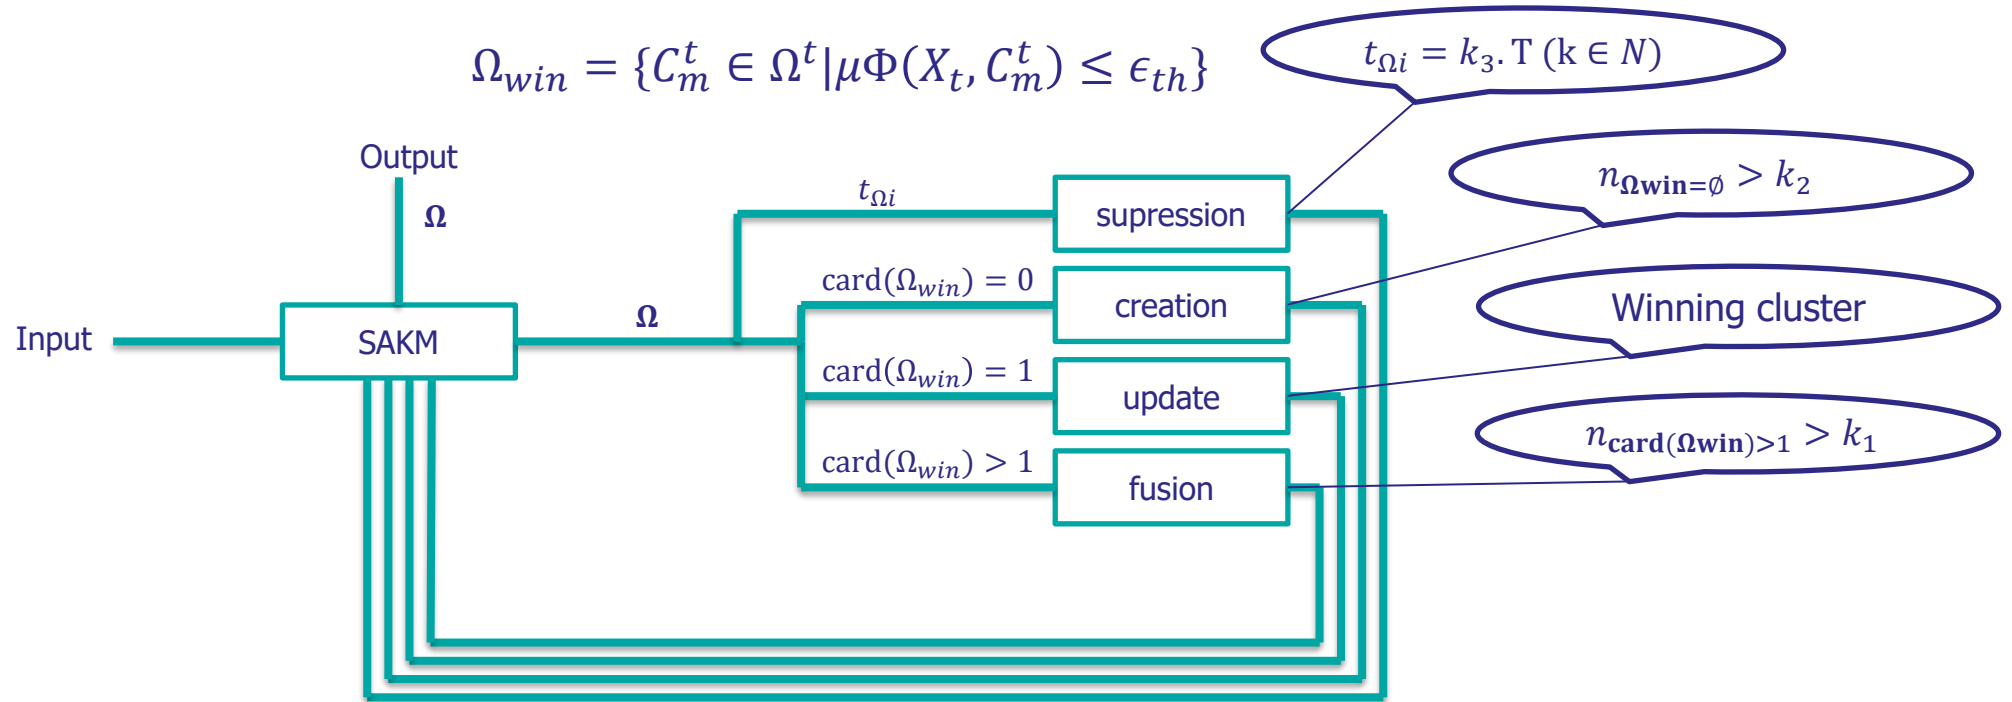 Ω_win = {C_m^t ∈ Ω^t|μΦ(X_t, C_m^t) ≤ ϵ_th}
t_Ωi = k_3. T (k ∈ N)
Output
Ω
t_Ωi
supression
n_Ωwin=∅ > k_2
card(Ω_win) = 0
creation
Input
SAKM
Ω
Winning cluster
card(Ω_win) = 1
update
card(Ω_win) > 1
fusion
n_card(Ωwin)>1 > k_1